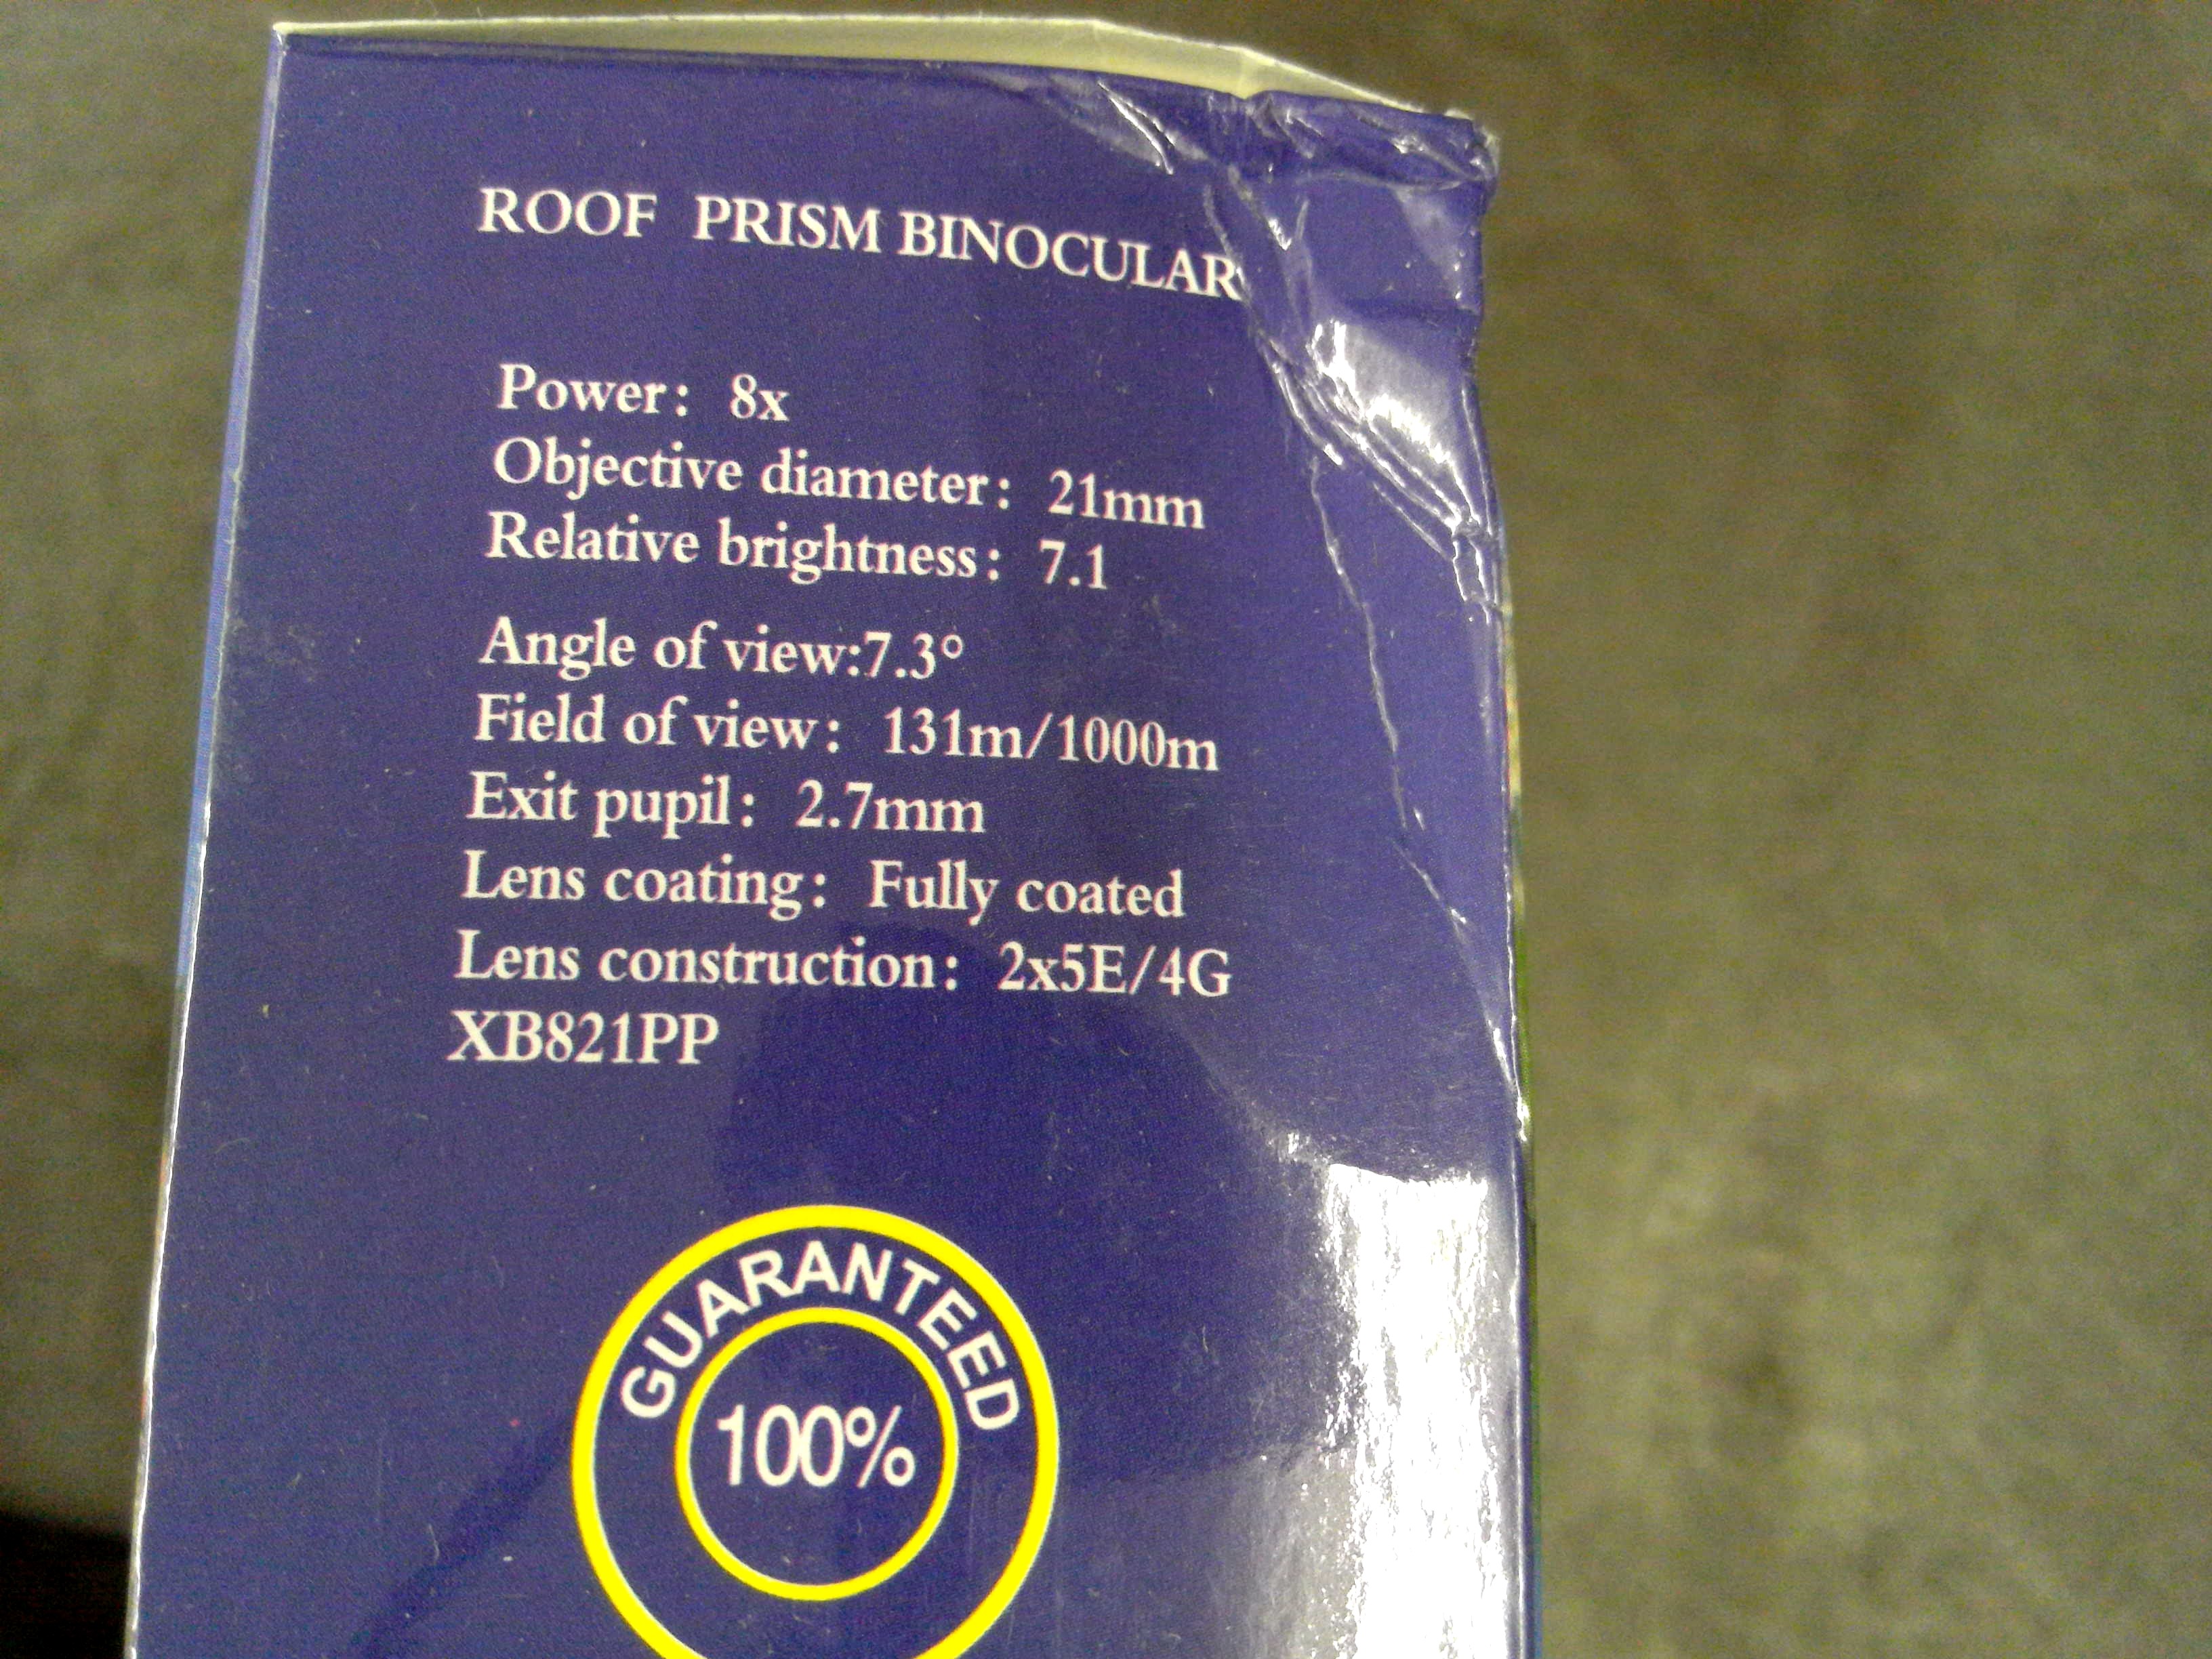 ROOF PRISM BINOCULAR
Power: 8x
Objective diameter: 21mm
Relative brightness: 7.1
Angle of view:7.3°
Field of view: 131m/1000m
Exit pupil: 2.7mm
Lens coating: Fully coated
Lens construction: 2x5E/4G
XB821PP
GUARANTEED
100%